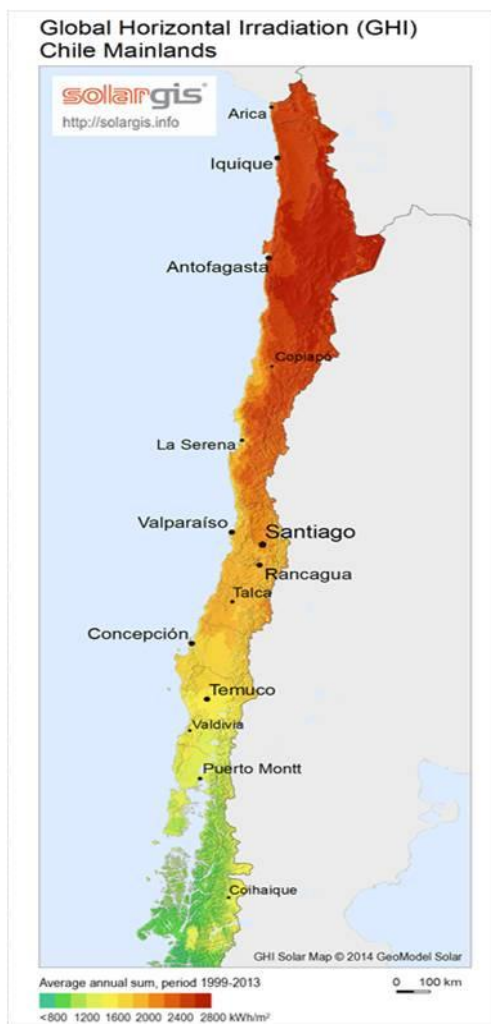 Global Horizontal Irradiation (GHI)
Chile Mainlands
solargis
http://solargis.info
Arica
Iquique
Antofagasta
Copiapó
La Serena
Valparaíso
Santiago
Rancagua
Talca
Concepción
Temuco
Valdivia
Puerto Montt
Coihaique
GHI Solar Map © 2014 GeoModel Solar
Average annual sum, period 1999-2013
0 100 km
<800 1200 1600 2000 2400 2800 kWh/m²